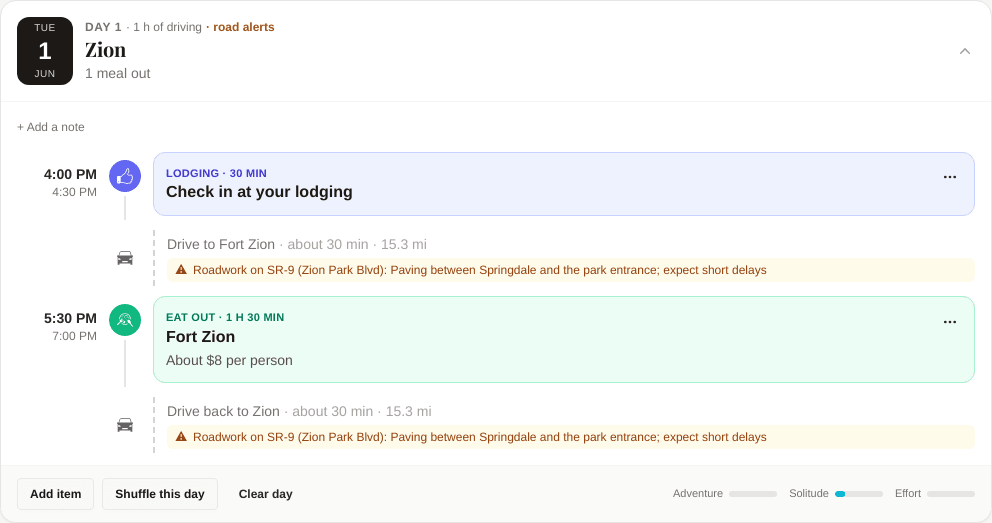 TUE
1
JUN
DAY 1 · 1 h of driving · road alerts
Zion
1 meal out
+ Add a note
4:00 PM
4:30 PM
LODGING · 30 MIN
Check in at your lodging
Drive to Fort Zion · about 30 min · 15.3 mi
Roadwork on SR-9 (Zion Park Blvd): Paving between Springdale and the park entrance; expect short delays
5:30 PM
7:00 PM
EAT OUT · 1 H 30 MIN
Fort Zion
About $8 per person
Drive back to Zion · about 30 min · 15.3 mi
Roadwork on SR-9 (Zion Park Blvd): Paving between Springdale and the park entrance; expect short delays
Add item
Shuffle this day
Clear day
Adventure
Solitude
Effort